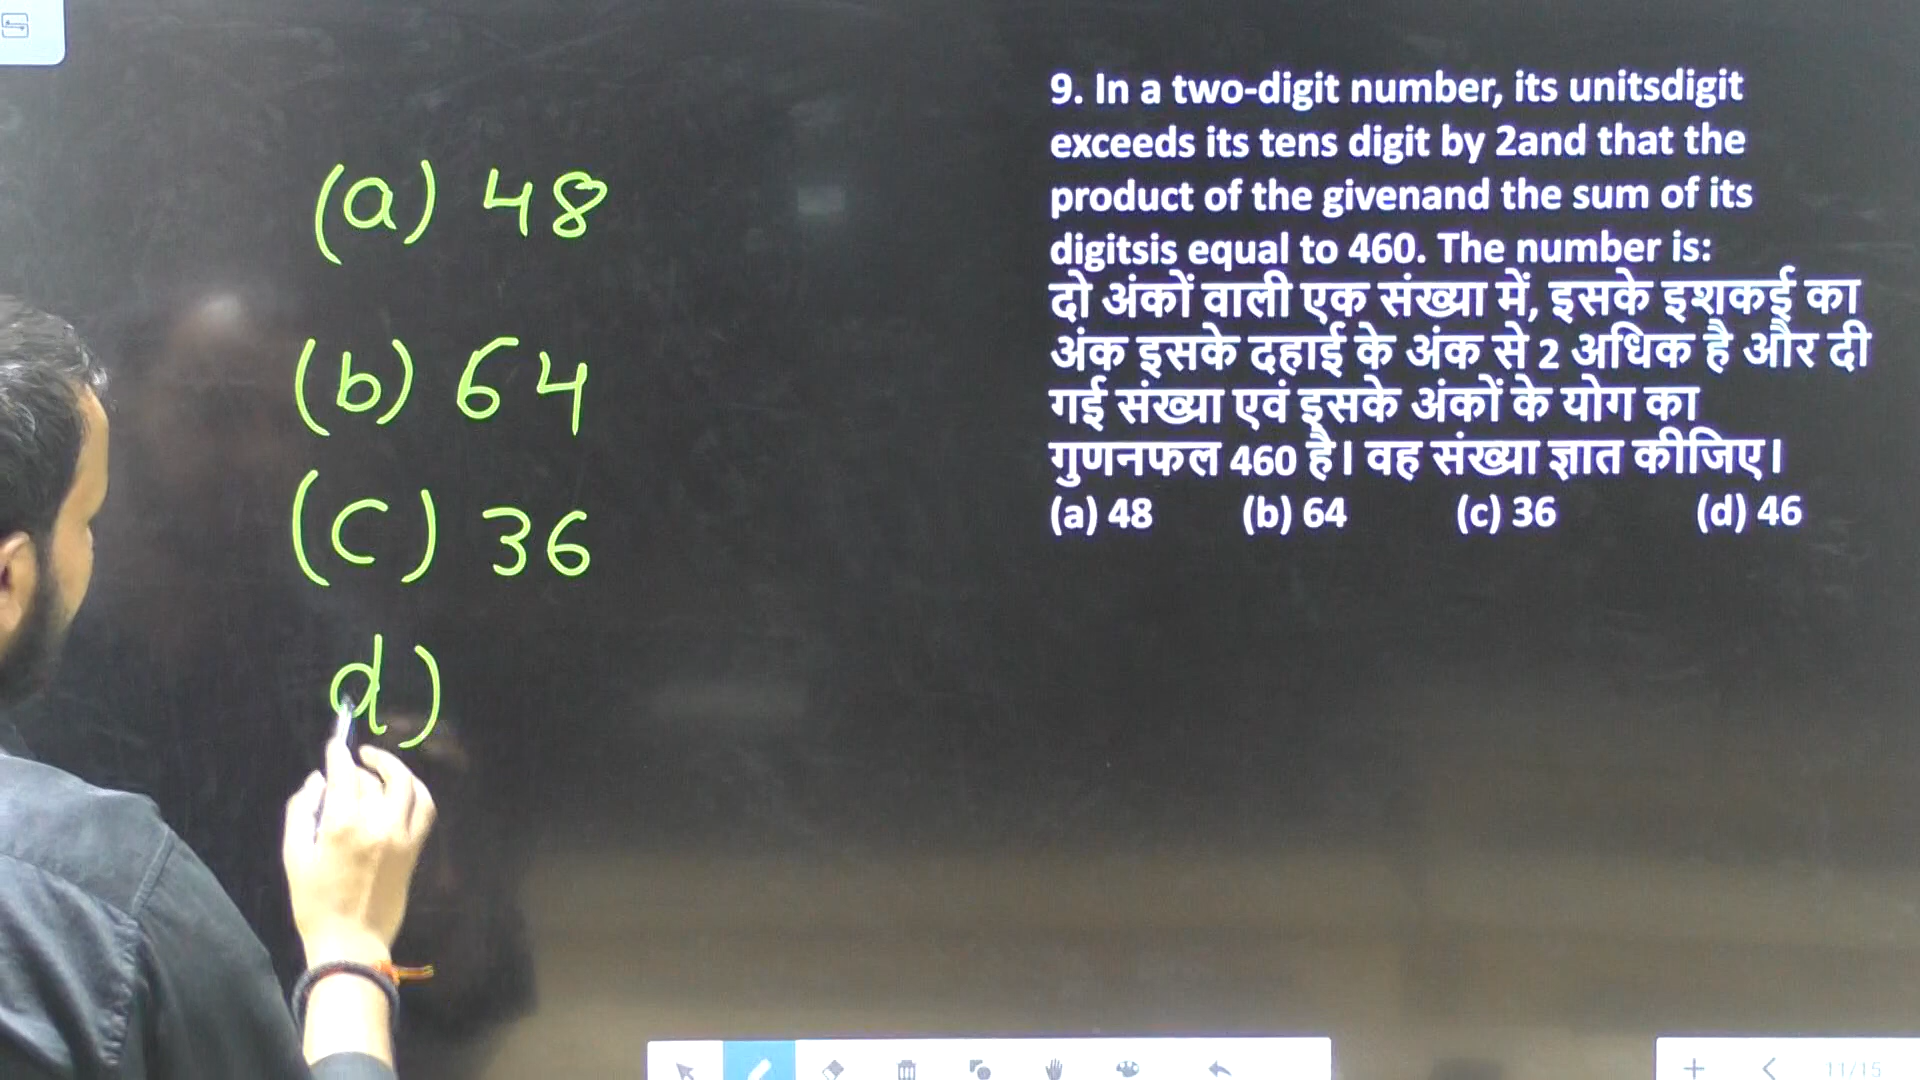 (a) 48
(b) 64
(c) 36
d)
9. In a two-digit number, its unitsdigit
exceeds its tens digit by 2and that the
product of the givenand the sum of its
digitsis equal to 460. The number is:
दो अंकों वाली एक संख्या में, इसके इशकई का
अंक इसके दहाई के अंक से 2 अधिक है और दी
गई संख्या एवं इसके अंकों के योग का
गुणनफल 460 है। वह संख्या ज्ञात कीजिए।
(a) 48 (b) 64 (c) 36 (d) 46
11/15